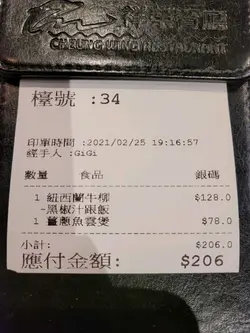 CHEUNG WING RESTAURANT
檯號 :34
印單時間 :2021/02/25 19:16:57
經手人 :GiGi
數量 食品 銀碼
1 紐西蘭牛柳 $128.0
-黑椒汁跟飯
1 薑蔥魚雲煲 $78.0
小計: $206.0
應付金額: $206